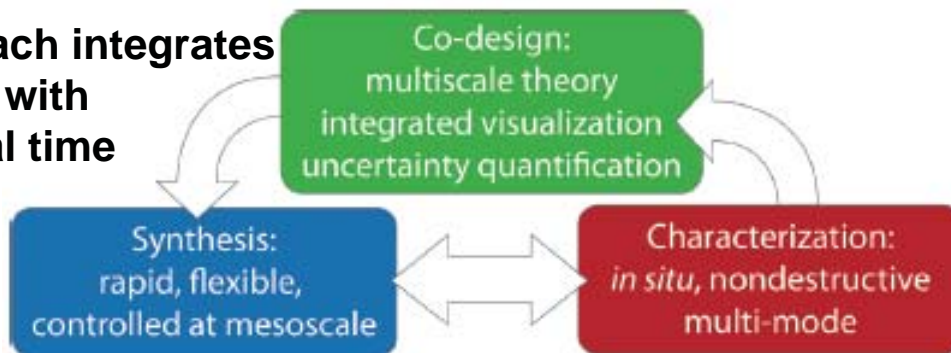 ach integrates
with
al time
Co-design:
multiscale theory
integrated visualization
uncertainty quantification
Synthesis:
rapid, flexible,
controlled at mesoscale
Characterization:
in situ, nondestructive
multi-mode